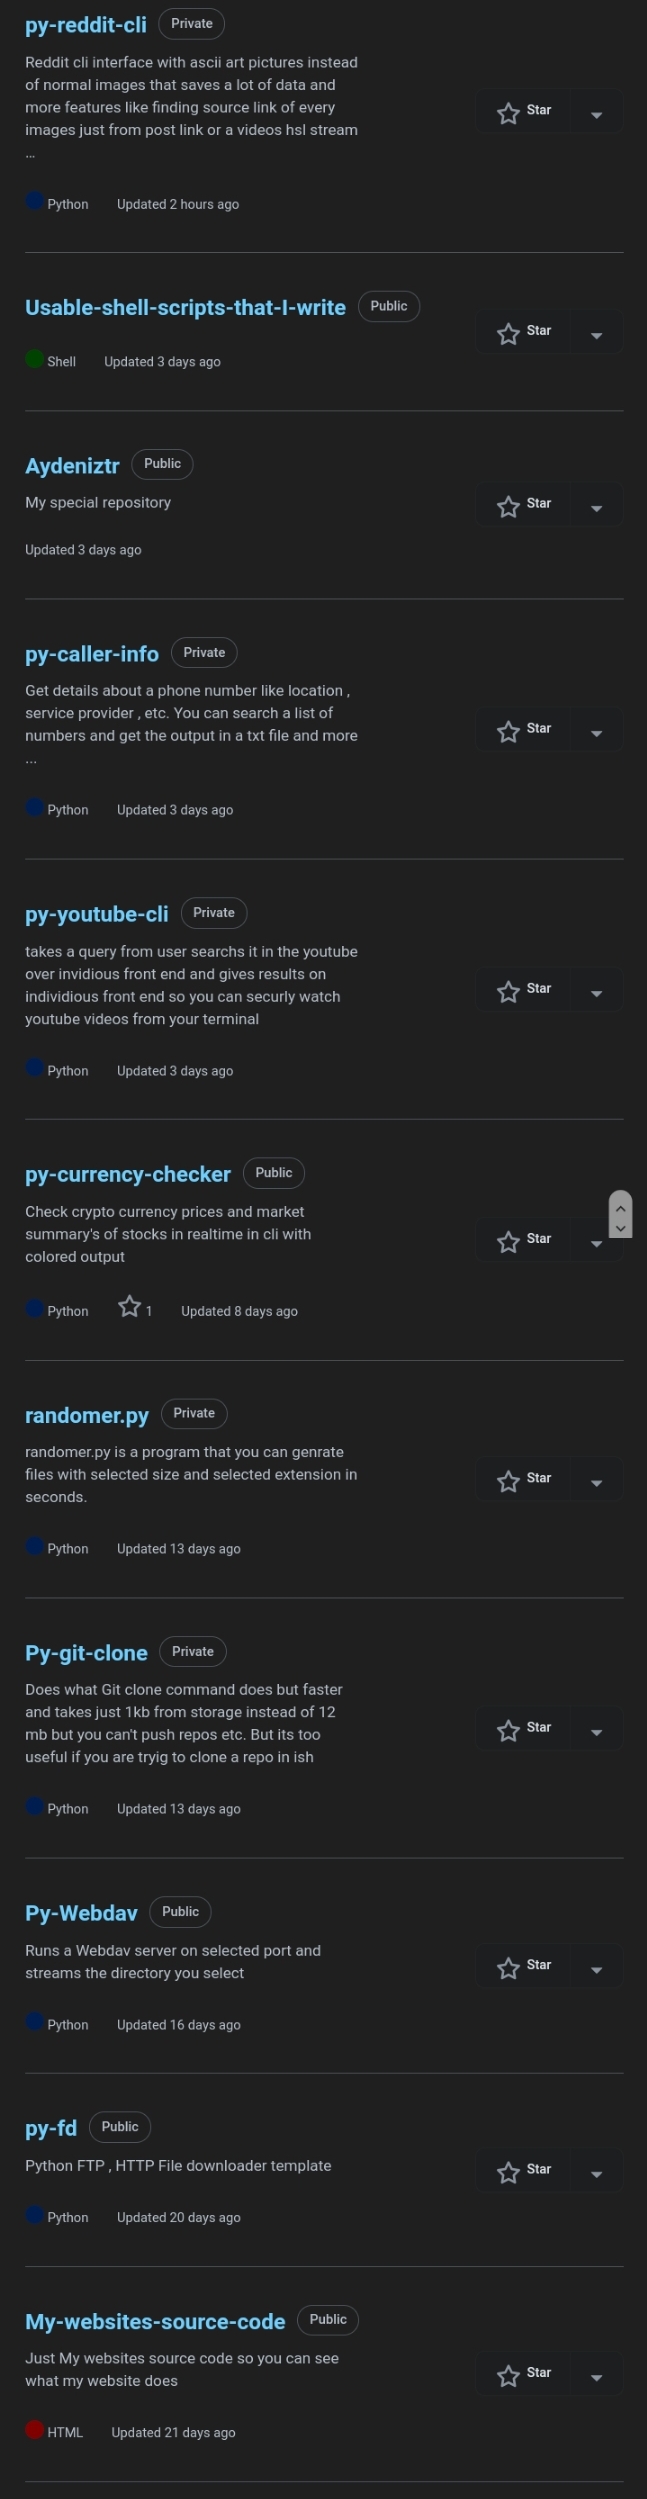 py-reddit-cli Private
Reddit cli interface with ascii art pictures instead
of normal images that saves a lot of data and
more features like finding source link of every
images just from post link or a videos hsl stream
...
Star
Python Updated 2 hours ago
Usable-shell-scripts-that-I-write Public
Star
Shell Updated 3 days ago
Aydeniztr Public
My special repository
Star
Updated 3 days ago
py-caller-info Private
Get details about a phone number like location ,
service provider , etc. You can search a list of
numbers and get the output in a txt file and more
...
Star
Python Updated 3 days ago
py-youtube-cli Private
takes a query from user searchs it in the youtube
over invidious front end and gives results on
individious front end so you can securly watch
youtube videos from your terminal
Star
Python Updated 3 days ago
py-currency-checker Public
Check crypto currency prices and market
summary's of stocks in realtime in cli with
colored output
Star
Python 1 Updated 8 days ago
randomer.py Private
randomer.py is a program that you can genrate
files with selected size and selected extension in
seconds.
Star
Python Updated 13 days ago
Py-git-clone Private
Does what Git clone command does but faster
and takes just 1kb from storage instead of 12
mb but you can't push repos etc. But its too
useful if you are tryig to clone a repo in ish
Star
Python Updated 13 days ago
Py-Webdav Public
Runs a Webdav server on selected port and
streams the directory you select
Star
Python Updated 16 days ago
py-fd Public
Python FTP , HTTP File downloader template
Star
Python Updated 20 days ago
My-websites-source-code Public
Just My websites source code so you can see
what my website does
Star
HTML Updated 21 days ago